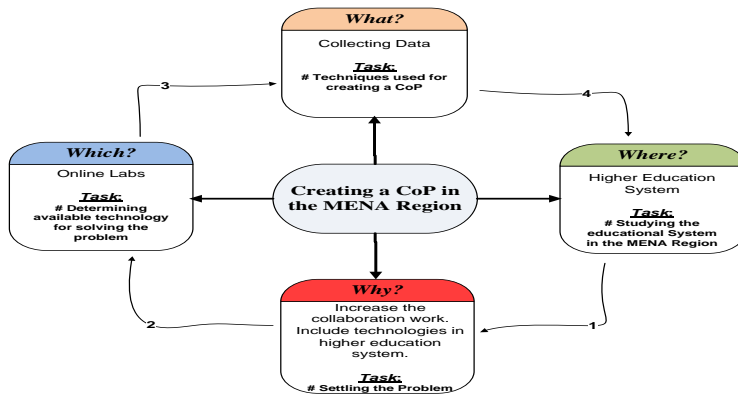 What?
Collecting Data
Task:
# Techniques used for
creating a CoP
3
4
Which?
Online Labs
Task:
# Determining
available technology
for solving the
problem
Creating a CoP in
the MENA Region
Where?
Higher Education
System
Task:
# Studying the
educational System
in the MENA Region
2
1
Why?
Increase the
collaboration work.
Include technologies in
higher education
system.
Task:
# Settling the Problem